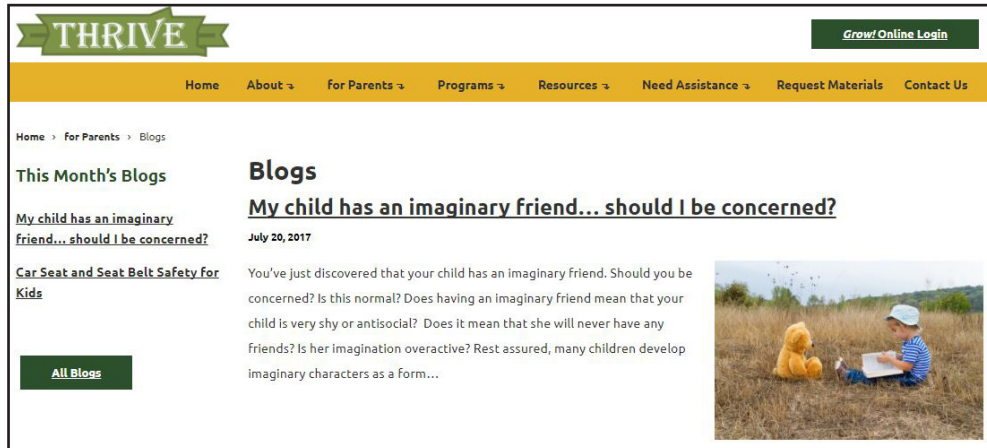 THRIVE
Grow! Online Login
Home About for Parents Programs Resources Need Assistance Request Materials Contact Us
Home › for Parents › Blogs
This Month's Blogs
My child has an imaginary
friend... should I be concerned?
Car Seat and Seat Belt Safety for
Kids
All Blogs
Blogs
My child has an imaginary friend... should I be concerned?
July 20, 2017
You've just discovered that your child has an imaginary friend. Should you be
concerned? Is this normal? Does having an imaginary friend mean that your
child is very shy or antisocial? Does it mean that she will never have any
friends? Is her imagination overactive? Rest assured, many children develop
imaginary characters as a form...